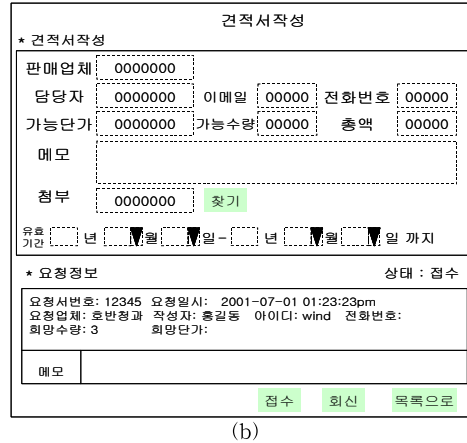 견적서작성
* 견적서작성
판매업체 0000000
담당자 0000000 이메일 00000 전화번호 00000
가능단가 0000000 가능수량 00000 총액 00000
메모
첨부 0000000 찾기
유효기간 년 월 일 - 년 월 일 까지
* 요청정보 상태 : 접수
요청서번호: 12345 요청일시: 2001-07-01 01:23:23pm
요청업체: 호반청과 작성자: 홍길동 아이디: wind 전화번호:
희망수량: 3 희망단가:
메모
접수 회신 목록으로
(b)